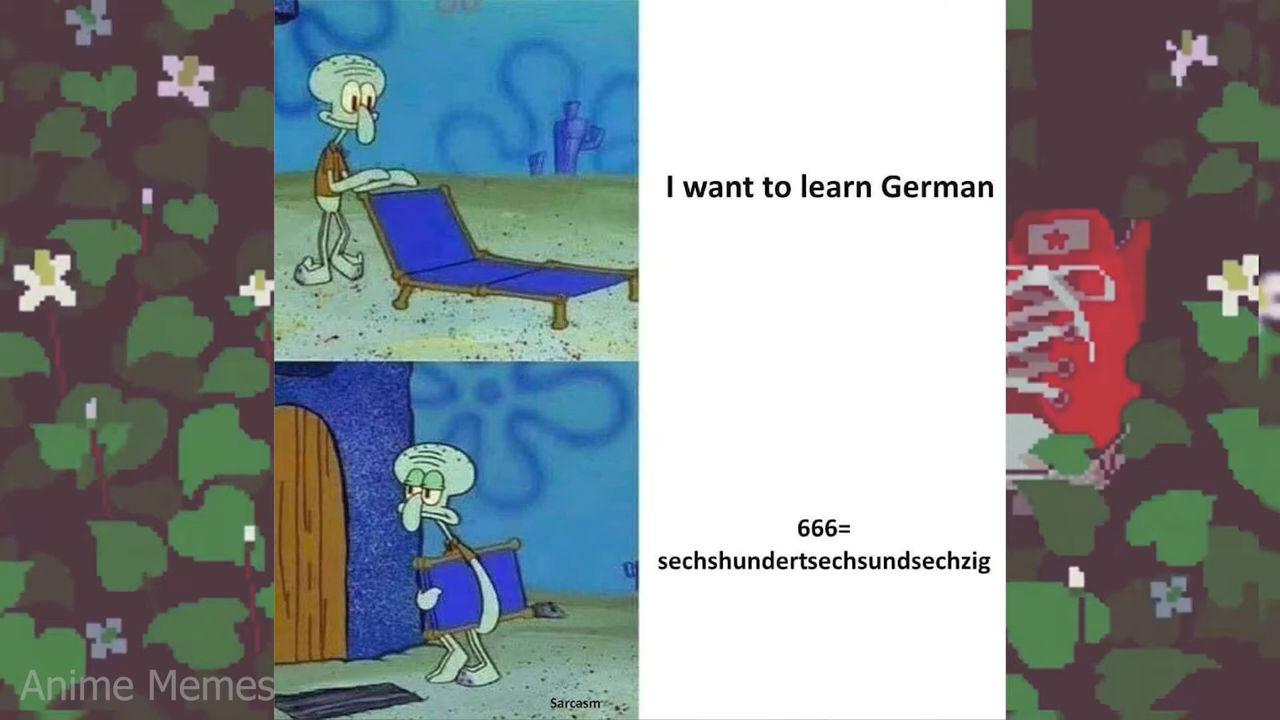 I want to learn German
666=
sechshundertsechsundsechzig
Sarcasm
Anime Memes